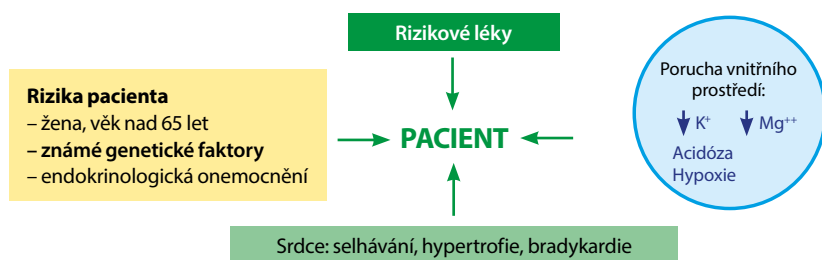 Rizikové léky
Rizika pacienta
– žena, věk nad 65 let
– známé genetické faktory
– endokrinologická onemocnění
PACIENT
Porucha vnitřního
prostředí:
K⁺ Mg⁺⁺
Acidóza
Hypoxie
Srdce: selhávání, hypertrofie, bradykardie